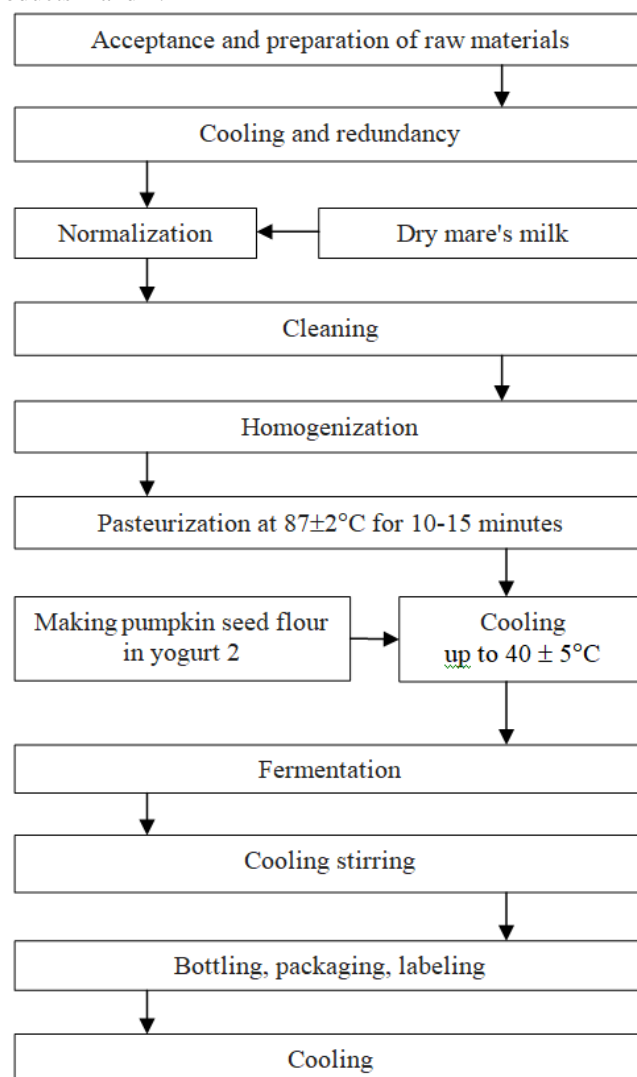 Acceptance and preparation of raw materials
Cooling and redundancy
Normalization
Dry mare's milk
Cleaning
Homogenization
Pasteurization at 87±2°C for 10-15 minutes
Making pumpkin seed flour
in yogurt 2
Cooling
up to 40 ± 5°C
Fermentation
Cooling stirring
Bottling, packaging, labeling
Cooling